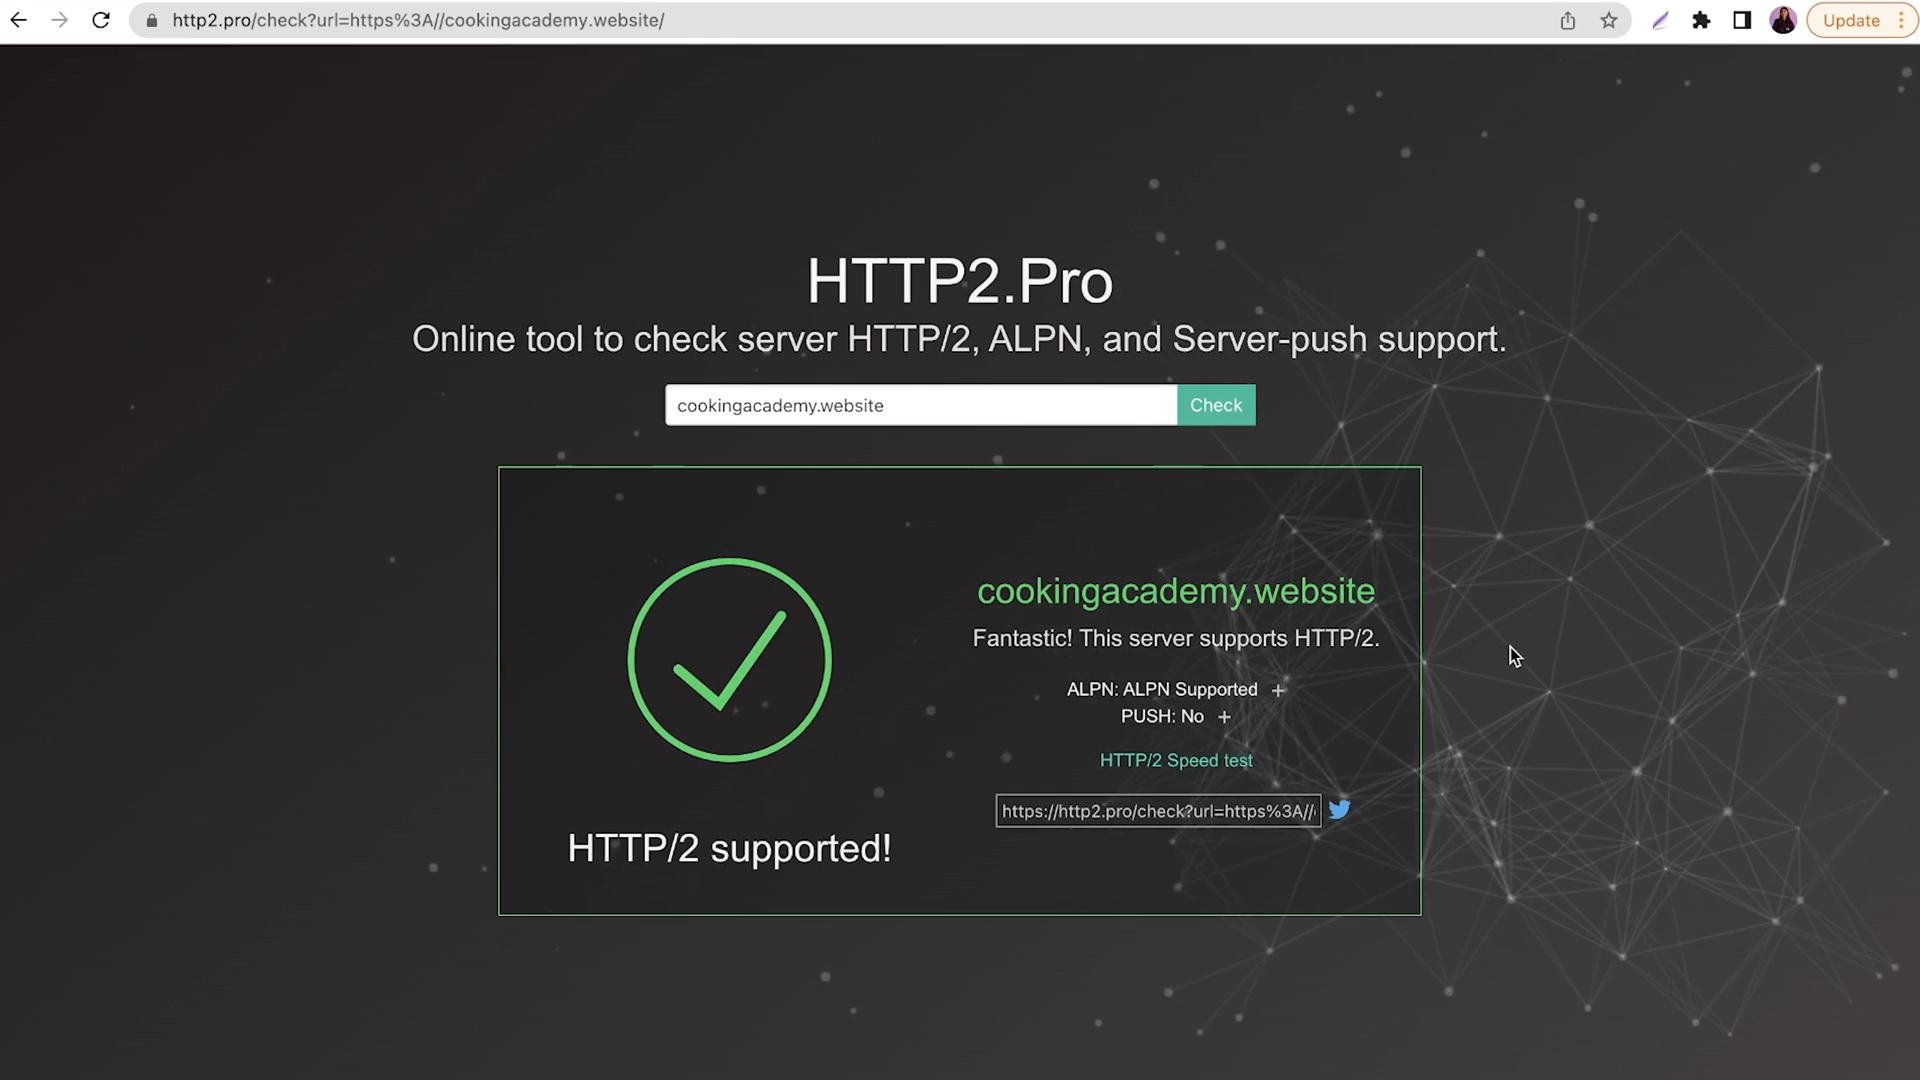 http2.pro/check?url=https%3A//cookingacademy.website/
Update
HTTP2.Pro
Online tool to check server HTTP/2, ALPN, and Server-push support.
cookingacademy.website
Check
cookingacademy.website
Fantastic! This server supports HTTP/2.
ALPN: ALPN Supported +
PUSH: No +
HTTP/2 Speed test
https://http2.pro/check?url=https%3A//
HTTP/2 supported!